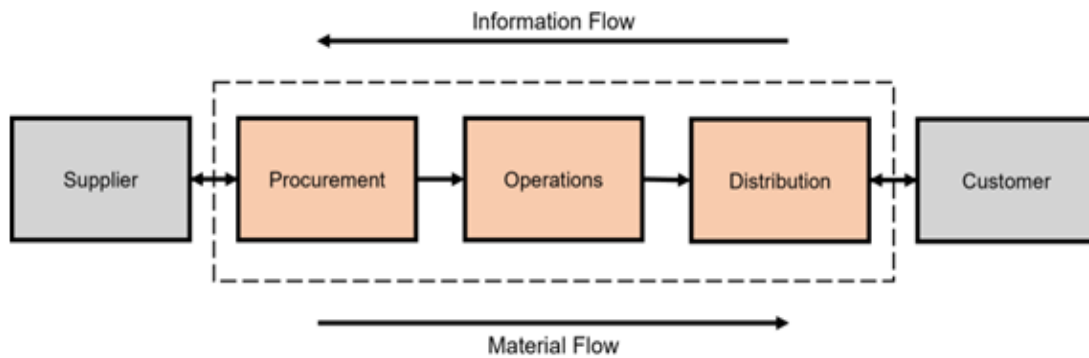 Information Flow
Supplier
Procurement
Operations
Distribution
Customer
Material Flow